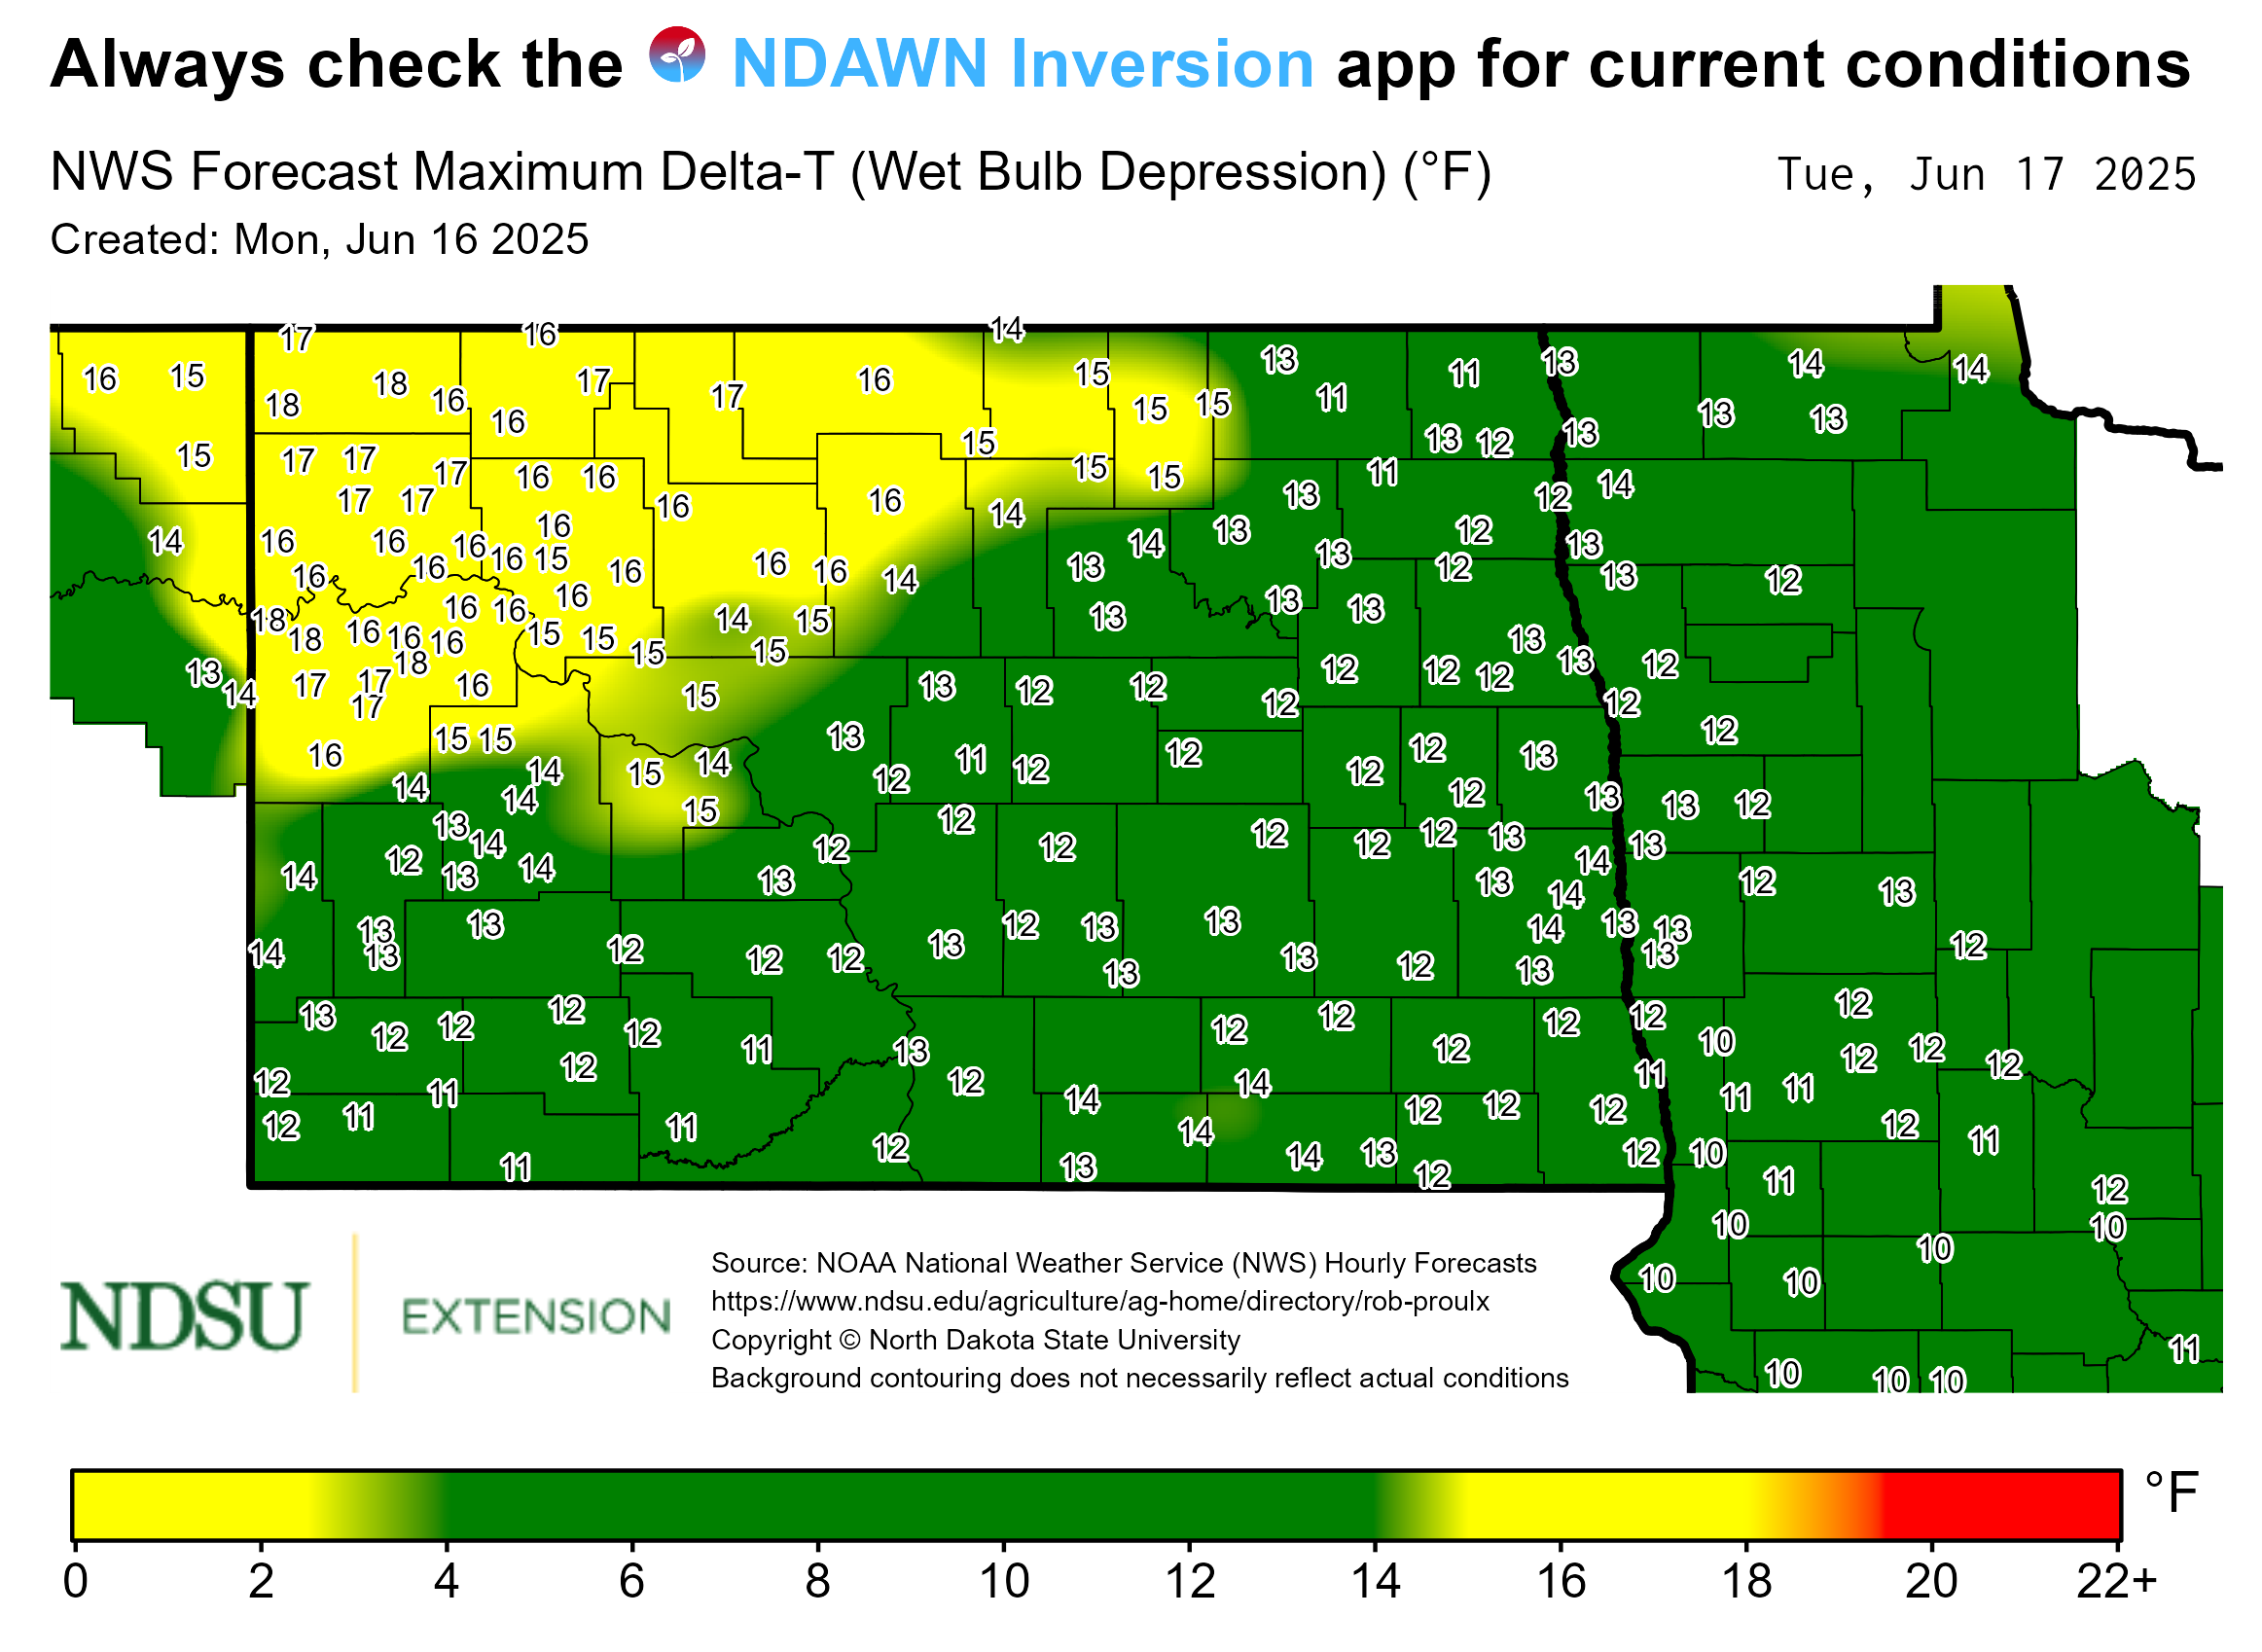 Always check the NDAWN Inversion app for current conditions
NWS Forecast Maximum Delta-T (Wet Bulb Depression) (°F) Tue, Jun 17 2025
Created: Mon, Jun 16 2025
17 16 14
16 15 18 16 17 17 16 15 13 11 13 14 14
18 16 15 15 11 13 13
15 17 17 17 16 16 15 15 15 13 12 13 11
17 17 16 16 14 13 12 14
14 16 16 16 16 16 15 14 13 12 13
16 16 16 16 16 14 13 13 12 13 12
18 16 16 16 14 15 13 13 13
18 16 16 16 15 15 15 15 13 13
13 14 17 17 18 16 15 13 12 12 12 12 12 12
17 15 15 13 12 12 12
16 14 15 14 12 11 12 12 12 12 13
14 14 15 12 12 13 13 12
13 14 12 12 12 12 12 12 13 13
14 12 13 14 13 13 14 12 13
13 13 12 13 13 14 14 13 13
14 13 12 12 13 13 13 12 13 13 12
13 12 12 12 12 12 12 12 12 12
12 12 11 13 12 12 10 12 12 12
12 11 14 14 11 11 11
12 11 11 14 12 12 12 12 11
11 12 13 14 13 12 12 10 11 12
10 10
10 10 10
10 10 10 11
NDSU EXTENSION
Source: NOAA National Weather Service (NWS) Hourly Forecasts
https://www.ndsu.edu/agriculture/ag-home/directory/rob-proulx
Copyright © North Dakota State University
Background contouring does not necessarily reflect actual conditions
°F
0 2 4 6 8 10 12 14 16 18 20 22+